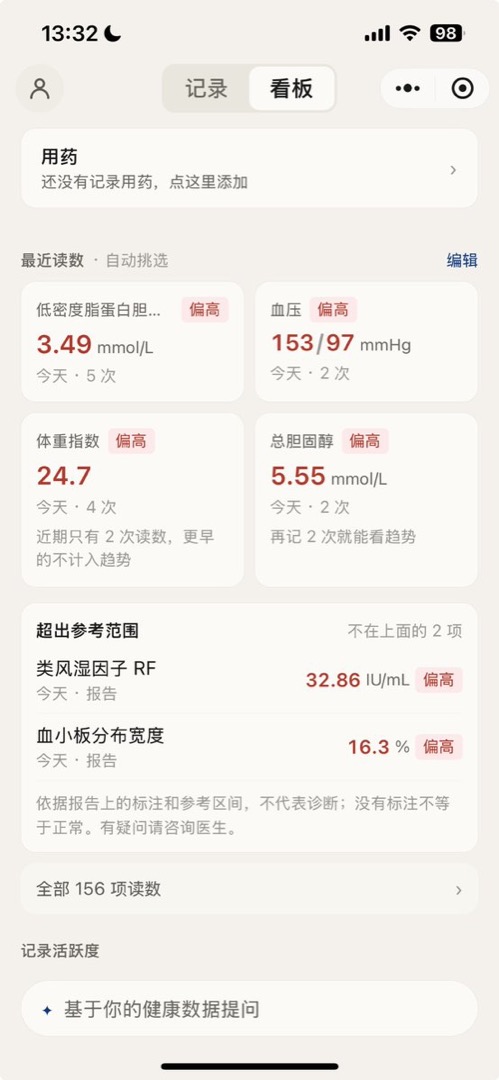 13:32
98
记录
看板
用药
还没有记录用药，点这里添加
最近读数 · 自动挑选
编辑
低密度脂蛋白胆... 偏高
3.49 mmol/L
今天 · 5 次
血压 偏高
153/97 mmHg
今天 · 2 次
体重指数 偏高
24.7
今天 · 4 次
近期只有 2 次读数，更早
的不计入趋势
总胆固醇 偏高
5.55 mmol/L
今天 · 2 次
再记 2 次就能看趋势
超出参考范围
不在上面的 2 项
类风湿因子 RF
今天 · 报告
32.86 IU/mL 偏高
血小板分布宽度
今天 · 报告
16.3 % 偏高
依据报告上的标注和参考区间，不代表诊断；没有标注不等
于正常。有疑问请咨询医生。
全部 156 项读数
记录活跃度
基于你的健康数据提问